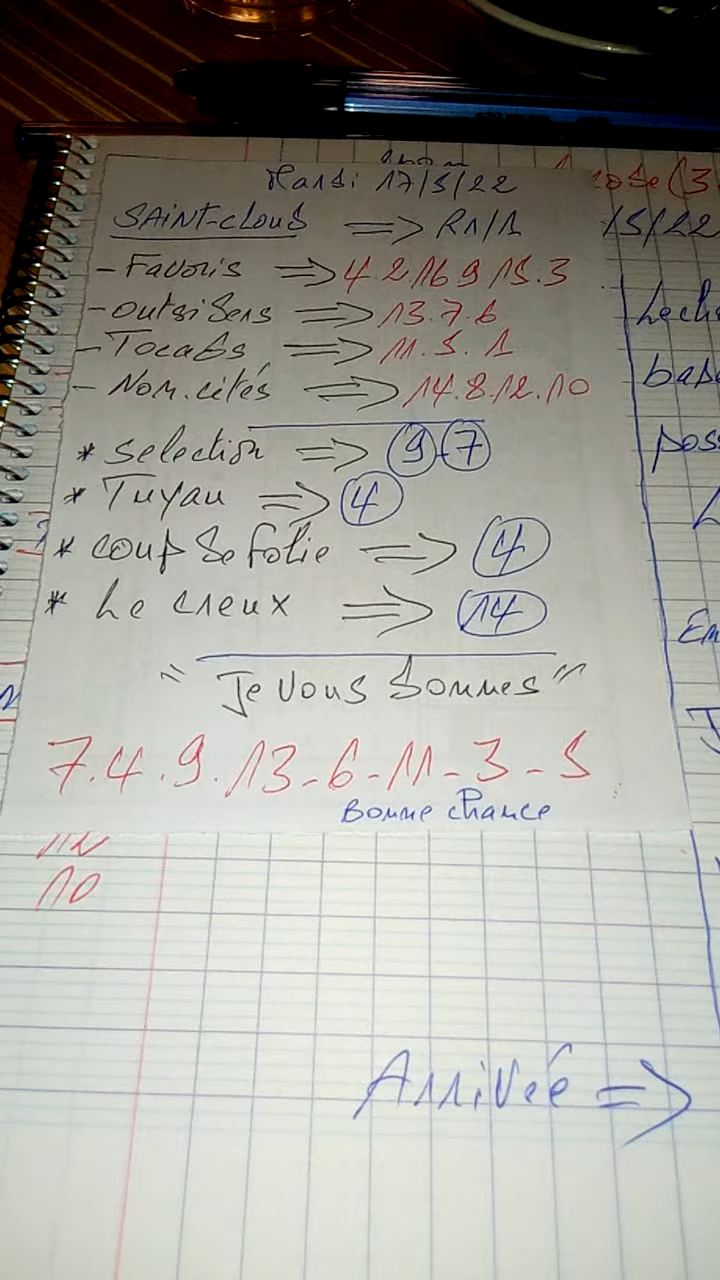 Mardi 17/5/22
SAINT-CLOUD => R1/1
- Favoris => 4.2.16.9.15.3
- outsiders => 13.7.6
- Tocards => 11.5.1
- Nom.cités => 14.8.12.10
* selection => 9-7
* Tuyau => 4
* coup de folie => 4
* Le creux => 14
"Je vous donnes"
7.4.9.13-6-11-3-5
Bonne chance
10
Arrivée =>
15/22